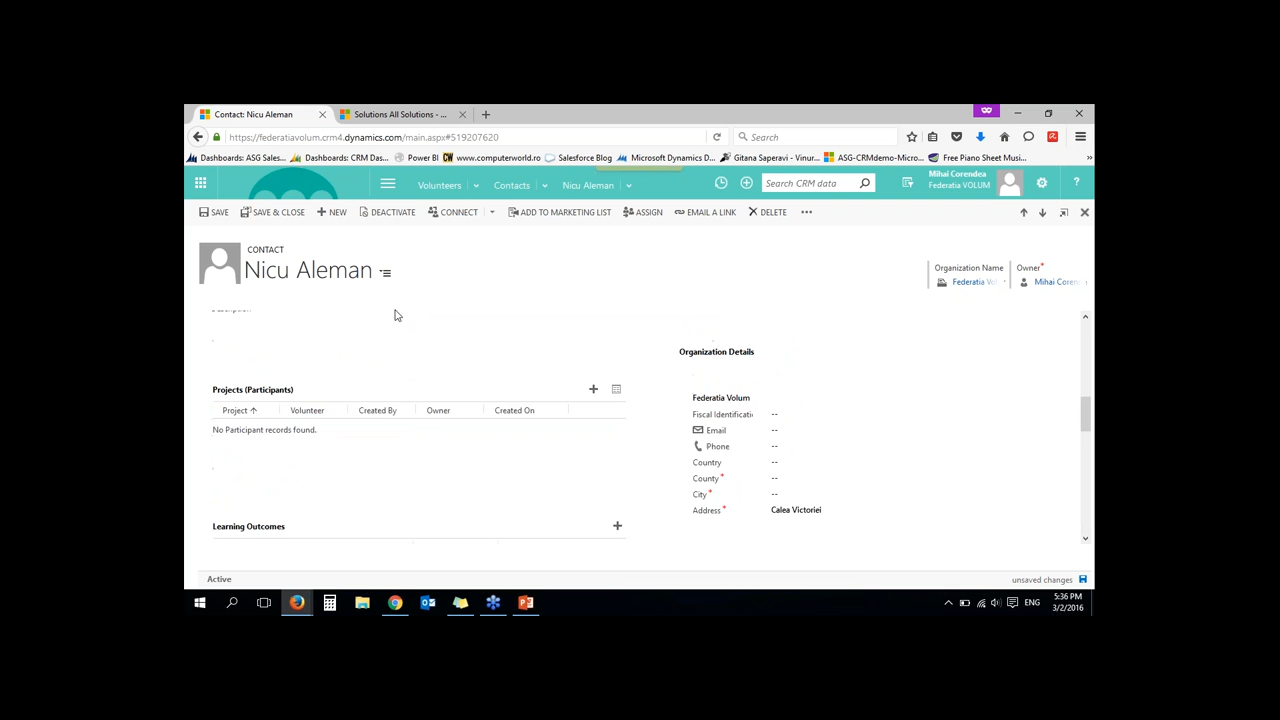 Contact: Nicu Aleman
Solutions All Solutions - ...
https://federatiavolum.crm4.dynamics.com/main.aspx#519207620
Search
Dashboards: ASG Sales...
Dashboards: CRM Das...
Power BI
www.computerworld.ro
Salesforce Blog
Microsoft Dynamics D...
Gitana Saperavi - Vinur...
ASG-CRMdemo-Micro...
Free Piano Sheet Musi...
Volunteers
Contacts
Nicu Aleman
Search CRM data
Mihai Corendea
Federatia VOLUM
?
SAVE
SAVE & CLOSE
NEW
DEACTIVATE
CONNECT
ADD TO MARKETING LIST
ASSIGN
EMAIL A LINK
DELETE
CONTACT
Nicu Aleman
Organization Name
Owner*
Federatia Vol
Mihai Corende
Organization Details
Projects (Participants)
Project
Volunteer
Created By
Owner
Created On
No Participant records found.
Learning Outcomes
Federatia Volum
Fiscal Identificati --
Email --
Phone --
Country --
County* --
City* --
Address* Calea Victoriei
Active
unsaved changes
ENG
5:36 PM
3/2/2016